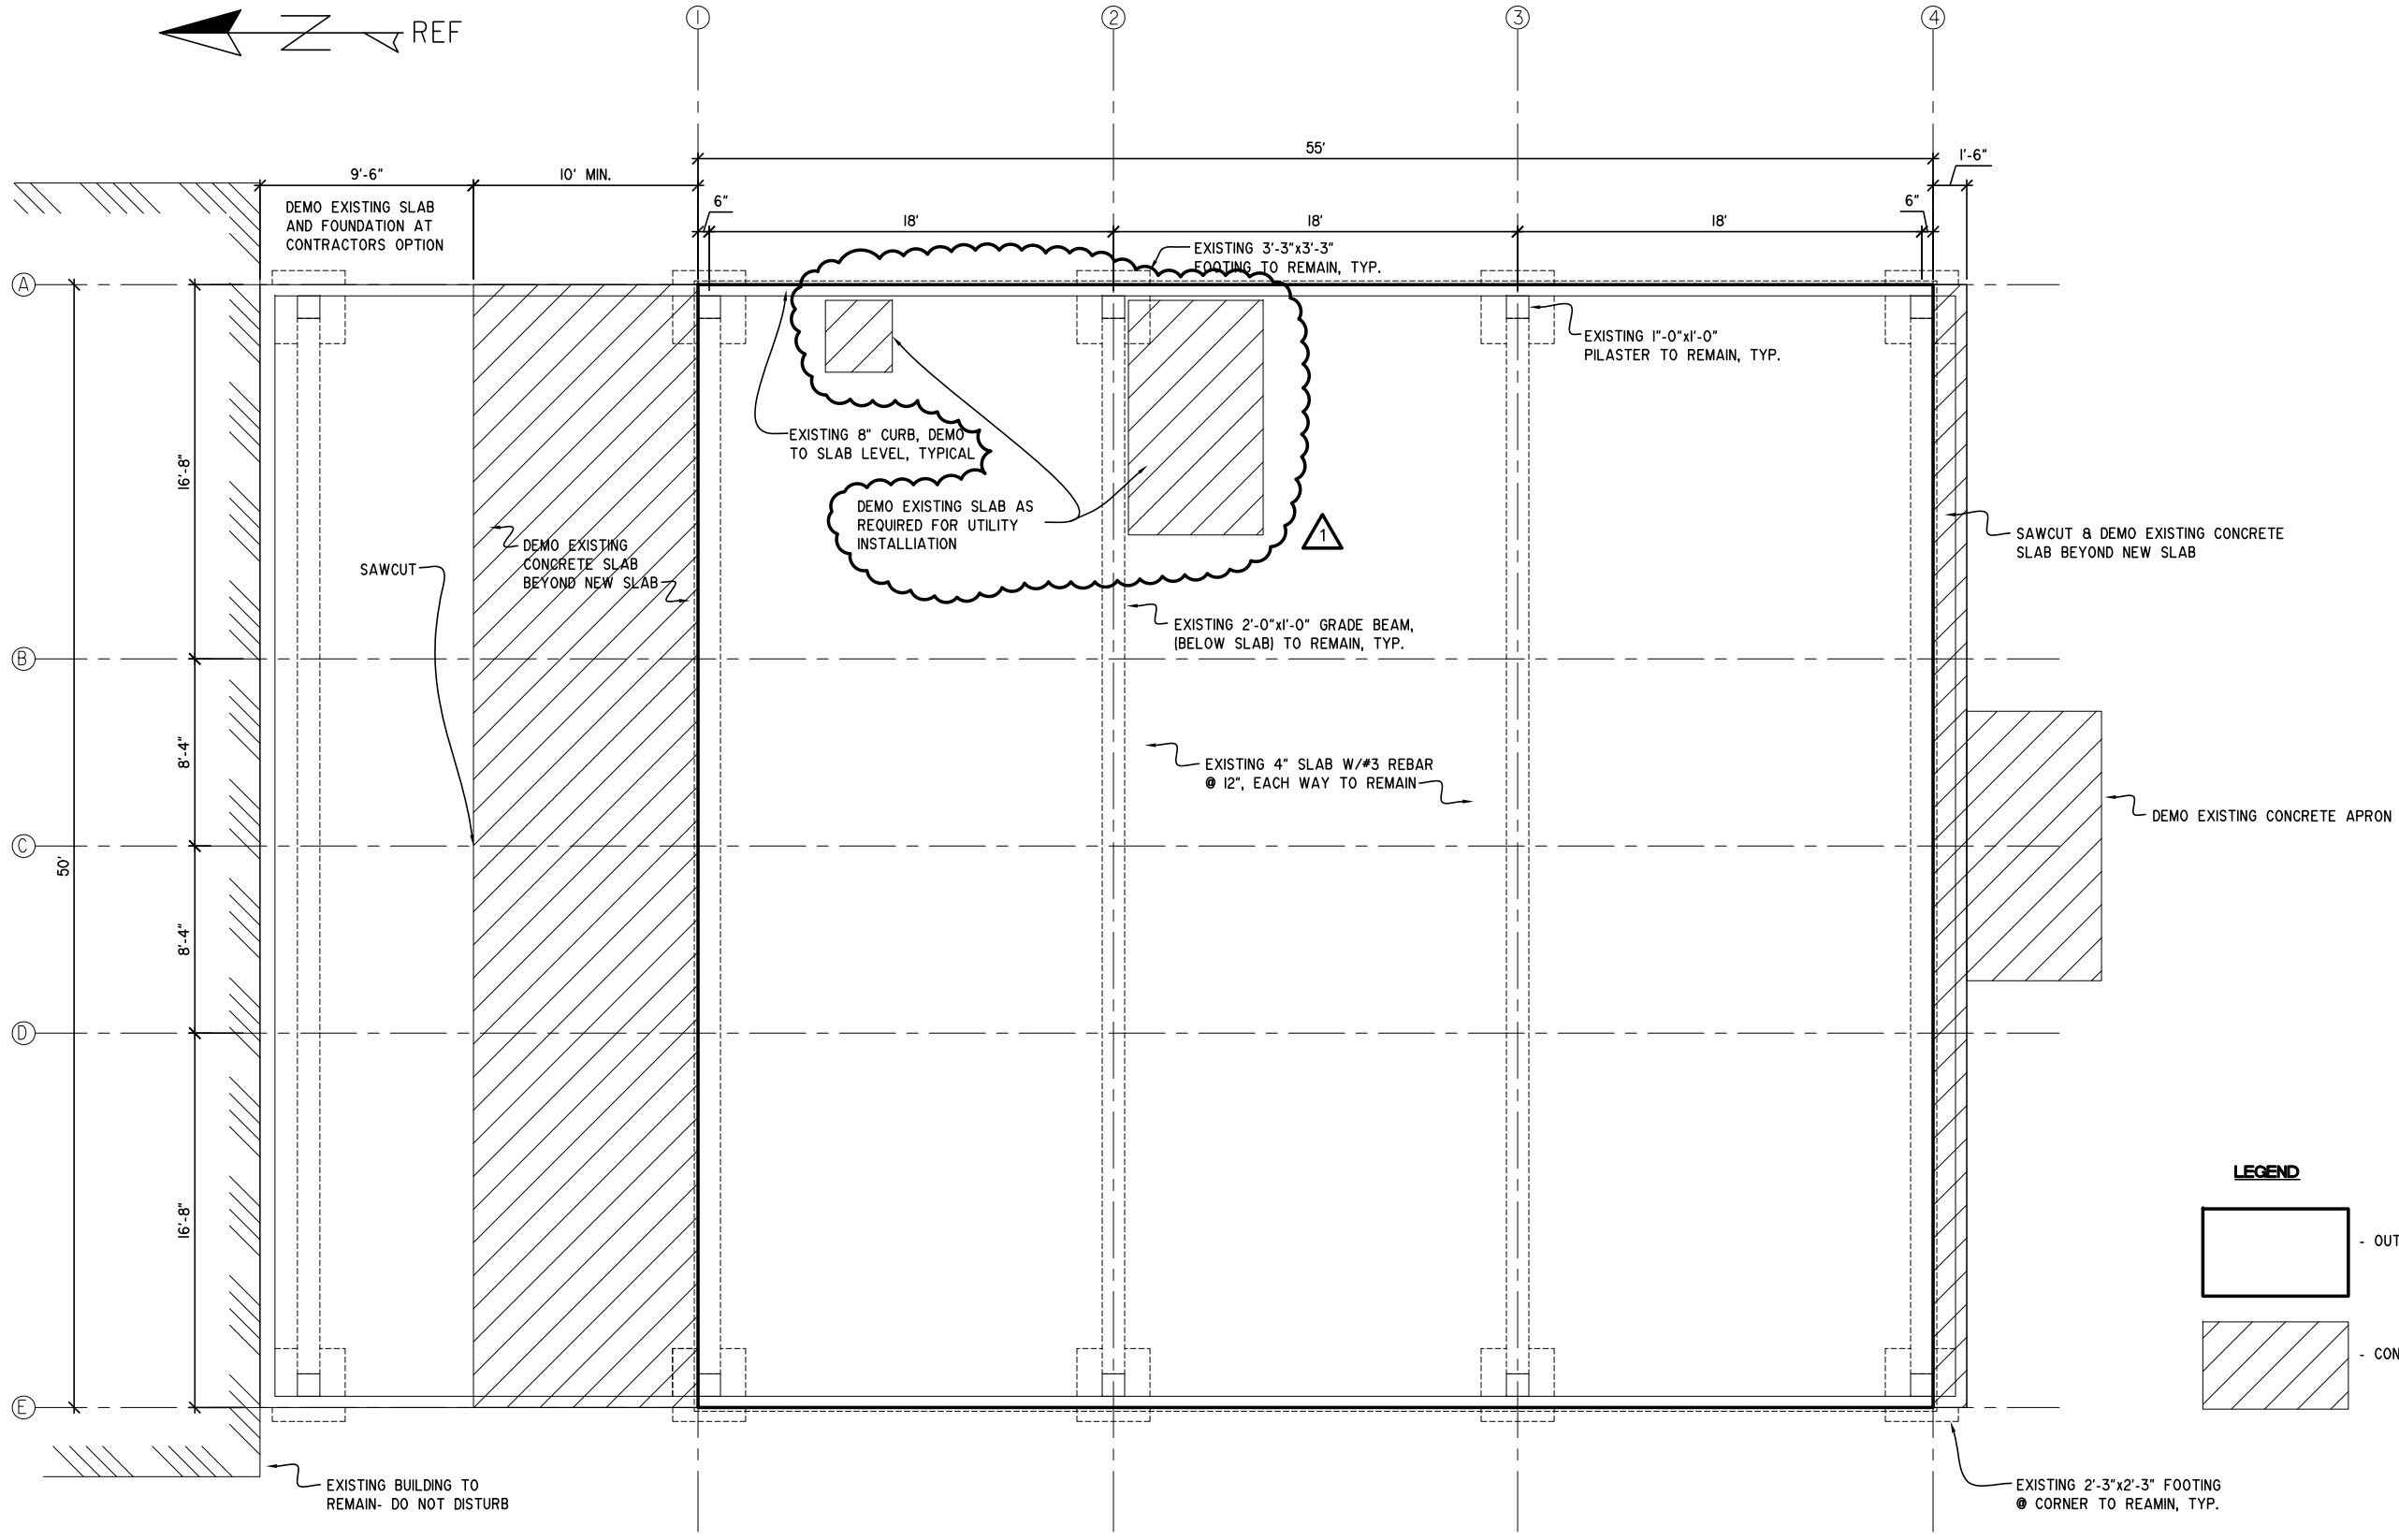 REF
1
2
3
4
55'
1'-6"
9'-6"
10' MIN.
6"
18'
18'
18'
6"
DEMO EXISTING SLAB
AND FOUNDATION AT
CONTRACTORS OPTION
EXISTING 3'-3"x3'-3"
FOOTING TO REMAIN, TYP.
A
EXISTING 1"-0"x1'-0"
PILASTER TO REMAIN, TYP.
EXISTING 8" CURB, DEMO
TO SLAB LEVEL, TYPICAL
16'-8"
DEMO EXISTING SLAB AS
REQUIRED FOR UTILITY
INSTALLIATION
1
SAWCUT & DEMO EXISTING CONCRETE
SLAB BEYOND NEW SLAB
DEMO EXISTING
CONCRETE SLAB
BEYOND NEW SLAB
SAWCUT
EXISTING 2'-0"x1'-0" GRADE BEAM,
(BELOW SLAB) TO REMAIN, TYP.
B
8'-4"
EXISTING 4" SLAB W/#3 REBAR
@ 12", EACH WAY TO REMAIN
DEMO EXISTING CONCRETE APRON
C
50'
8'-4"
D
LEGEND
16'-8"
- OUT
- CON
E
EXISTING BUILDING TO
REMAIN- DO NOT DISTURB
EXISTING 2'-3"x2'-3" FOOTING
@ CORNER TO REAMIN, TYP.